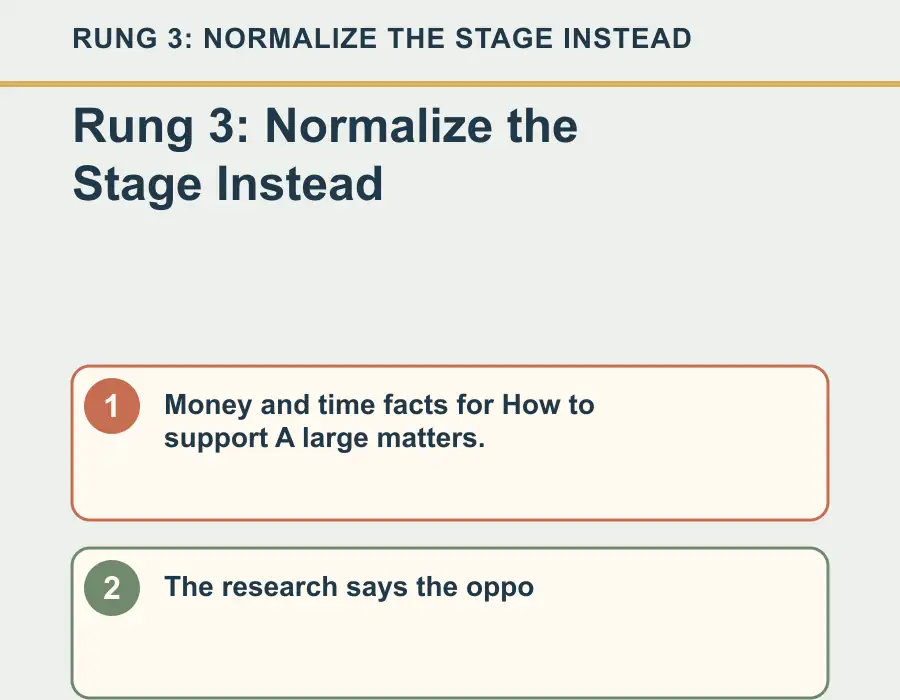 RUNG 3: NORMALIZE THE STAGE INSTEAD
Rung 3: Normalize the
Stage Instead
1
Money and time facts for How to
support A large matters.
2
The research says the oppo